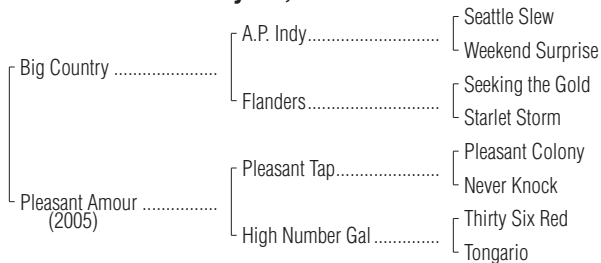 Seattle Slew
A.P. Indy
Weekend Surprise
Big Country
Seeking the Gold
Flanders
Starlet Storm
Pleasant Colony
Pleasant Tap
Never Knock
Pleasant Amour
(2005)
Thirty Six Red
High Number Gal
Tongario